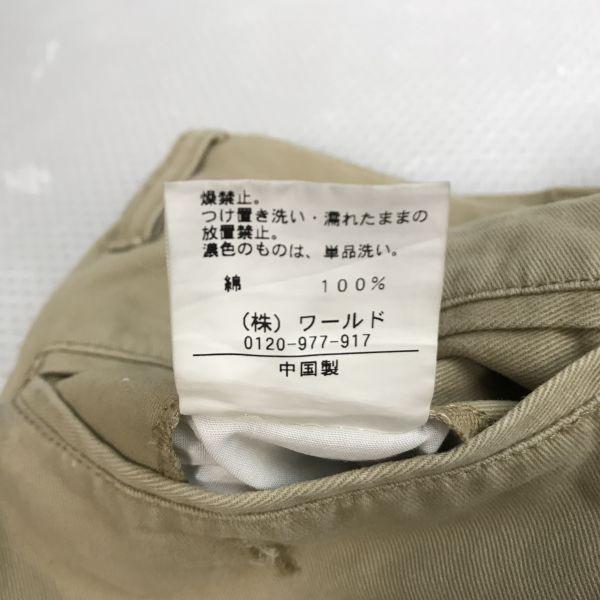 燥禁止。
つけ置き洗い・濡れたままの
放置禁止。
濃色のものは、単品洗い。
綿 100%
(株) ワールド
0120-977-917
中国製